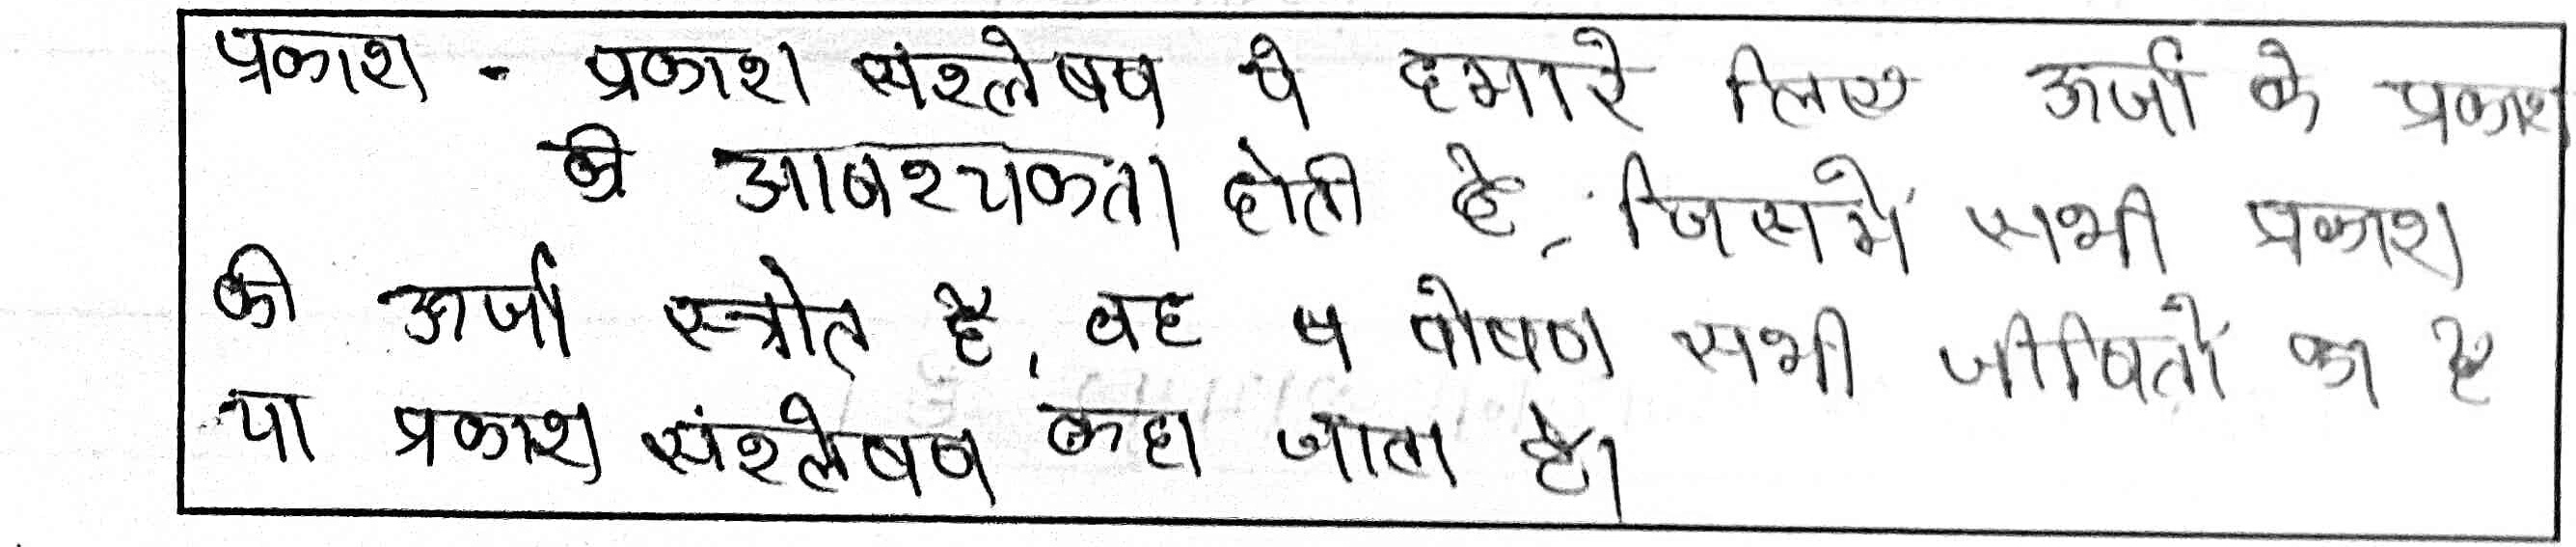 प्रकाश - प्रकाश संश्लेषण ये हमारे लिए ऊर्जा के प्रकाश
की आवश्यकता होती है, जिसमें सभी प्रकाश
की ऊर्जा स्त्रोत है, वह व पोषण सभी जीवितों का है
या प्रकाश संश्लेषण कहा जाता है।